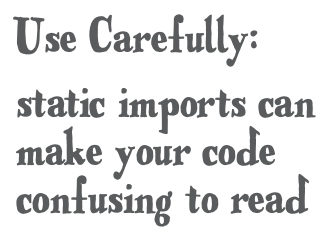 Use Carefully:
static imports can
make your code
confusing to read